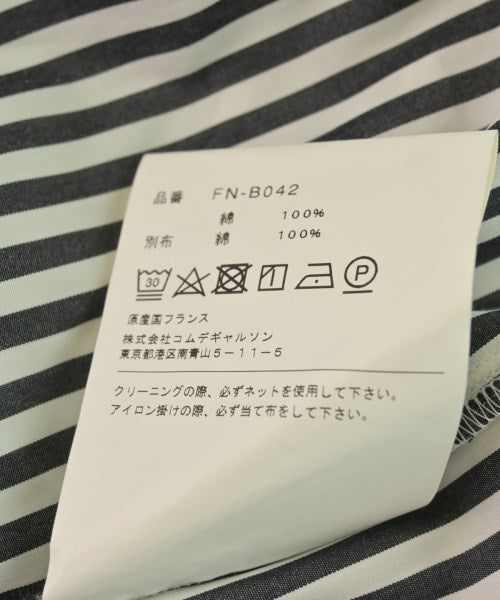 品番 FN-B042
綿 100%
別布 綿 100%
30 P
原産国フランス
株式会社コムデギャルソン
東京都港区南青山5-11-5
クリーニングの際、必ずネットを使用して下さい。
アイロン掛けの際、必ず当て布をして下さい。